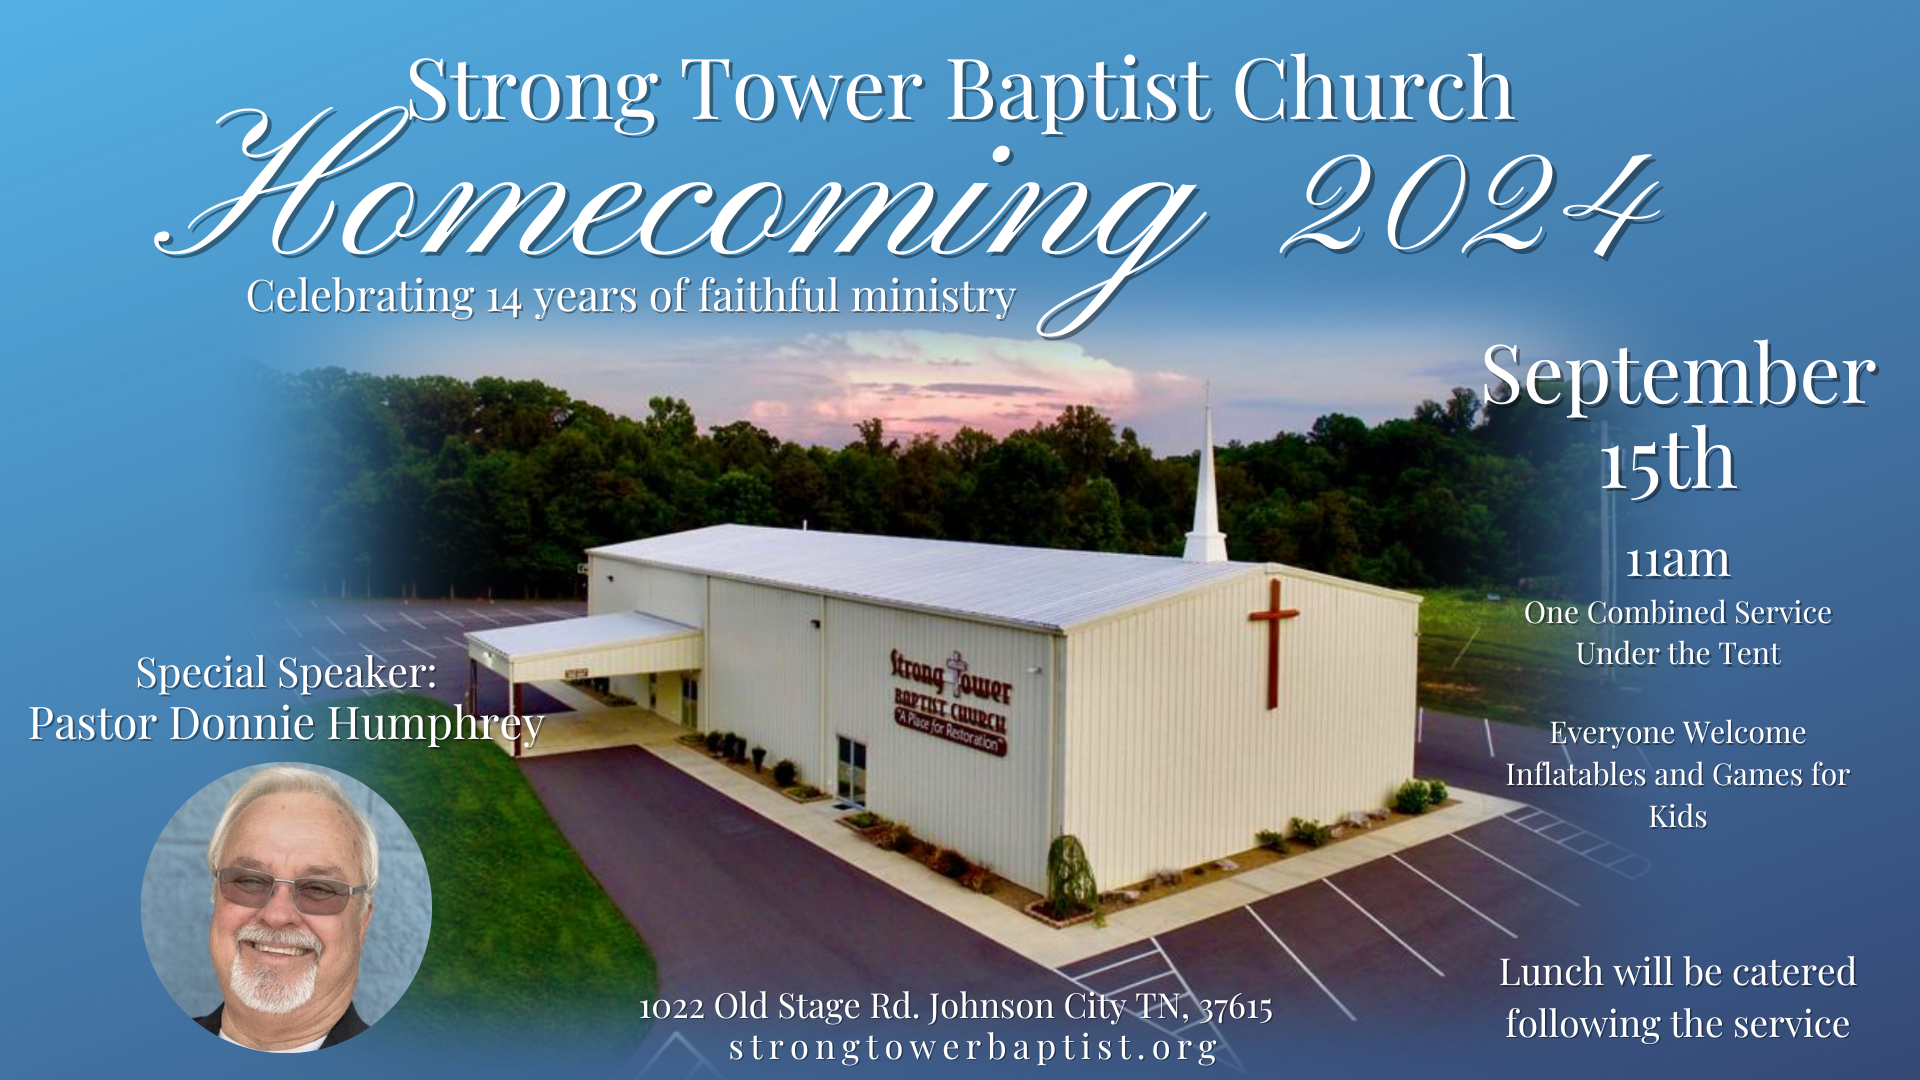 Strong Tower Baptist Church
Homecoming 2024
Celebrating 14 years of faithful ministry
September
15th
11am
One Combined Service
Under the Tent
Everyone Welcome
Inflatables and Games for
Kids
Special Speaker:
Pastor Donnie Humphrey
Strong Tower
BAPTIST CHURCH
"A Place for Restoration"
Lunch will be catered
following the service
1022 Old Stage Rd. Johnson City TN, 37615
strongtowerbaptist.org